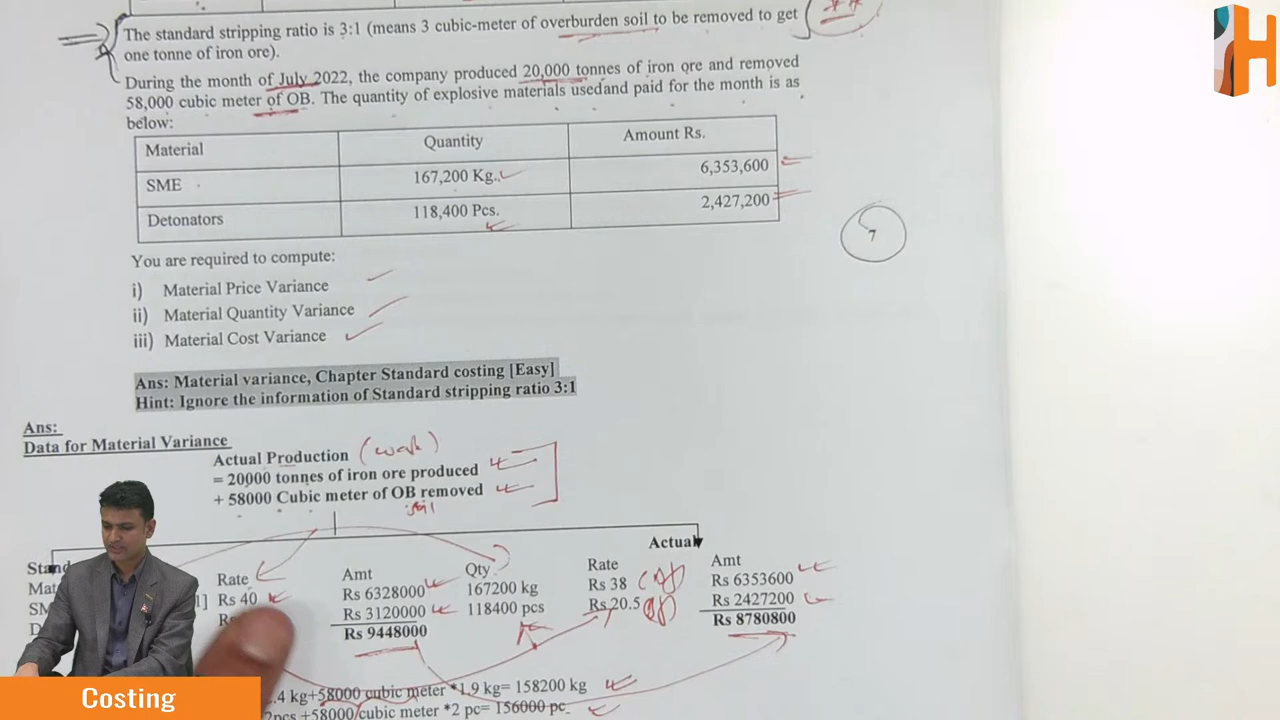 The standard stripping ratio is 3:1 (means 3 cubic-meter of overburden soil to be removed to get
one tonne of iron ore).
During the month of July 2022, the company produced 20,000 tonnes of iron ore and removed
58,000 cubic meter of OB. The quantity of explosive materials usedand paid for the month is as
below:
Material Quantity Amount Rs.
SME 167,200 Kg. 6,353,600
Detonators 118,400 Pcs. 2,427,200
7
You are required to compute:
i) Material Price Variance
ii) Material Quantity Variance
iii) Material Cost Variance
Ans: Material variance, Chapter Standard costing [Easy]
Hint: Ignore the information of Standard stripping ratio 3:1
Ans:
Data for Material Variance
Actual Production (work)
= 20000 tonnes of iron ore produced
+ 58000 Cubic meter of OB removed
soil
Actual
Rate Amt Qty Rate Amt
Rs 40 Rs 6328000 167200 kg Rs 38 Rs 6353600
Rs 3120000 118400 pcs Rs 20.5 Rs 2427200
Rs 9448000 Rs 8780800
.4 kg+58000 cubic meter *1.9 kg= 158200 kg
2pcs +58000/cubic meter *2 pc= 156000 pc
Costing
H